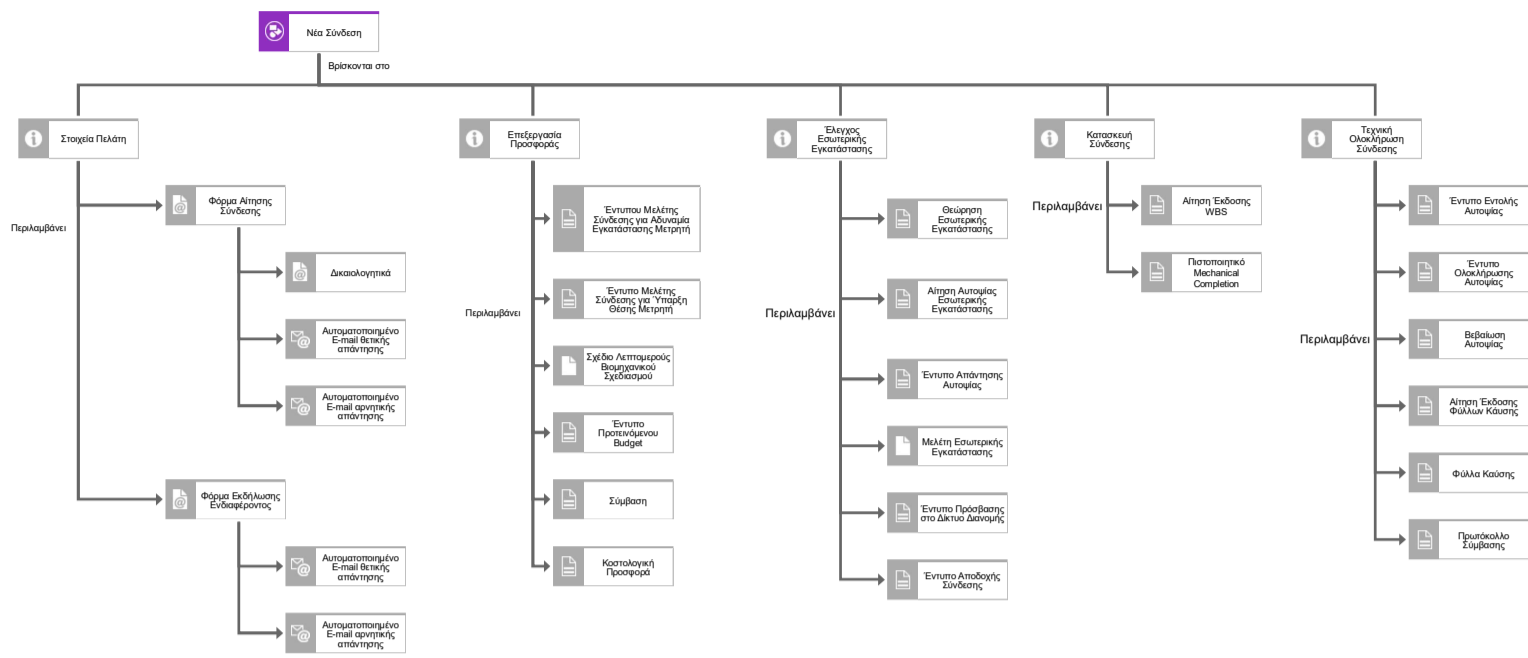 Νέα Σύνδεση
Βρίσκονται στο
Στοιχεία Πελάτη
Περιλαμβάνει
Φόρμα Αίτησης
Σύνδεσης
Δικαιολογητικά
Αυτοματοποιημένο
E-mail θετικής
απάντησης
Αυτοματοποιημένο
E-mail αρνητικής
απάντησης
Φόρμα Εκδήλωσης
Ενδιαφέροντος
Αυτοματοποιημένο
E-mail θετικής
απάντησης
Αυτοματοποιημένο
E-mail αρνητικής
απάντησης
Επεξεργασία
Προσφοράς
Περιλαμβάνει
Έντυπου Μελέτης
Σύνδεσης για Αδυναμία
Εγκατάστασης Μετρητή
Έντυπο Μελέτης
Σύνδεσης για Ύπαρξη
Θέσης Μετρητή
Σχέδιο Λεπτομερούς
Βιομηχανικού
Σχεδιασμού
Έντυπο
Προτεινόμενου
Budget
Σύμβαση
Κοστολογική
Προσφορά
Έλεγχος
Εσωτερικής
Εγκατάστασης
Περιλαμβάνει
Θεώρηση
Εσωτερικής
Εγκατάστασης
Αίτηση Αυτοψίας
Εσωτερικής
Εγκατάστασης
Έντυπο Απάντησης
Αυτοψίας
Μελέτη Εσωτερικής
Εγκατάστασης
Έντυπο Πρόσβασης
στο Δίκτυο Διανομής
Έντυπο Αποδοχής
Σύνδεσης
Κατασκευή
Σύνδεσης
Περιλαμβάνει
Αίτηση Έκδοσης
WBS
Πιστοποιητικό
Mechanical
Completion
Τεχνική
Ολοκλήρωση
Σύνδεσης
Περιλαμβάνει
Έντυπο Εντολής
Αυτοψίας
Έντυπο
Ολοκλήρωσης
Αυτοψίας
Βεβαίωση
Αυτοψίας
Αίτηση Έκδοσης
Φύλλων Κάυσης
Φύλλα Καύσης
Πρωτόκολλο
Σύμβασης